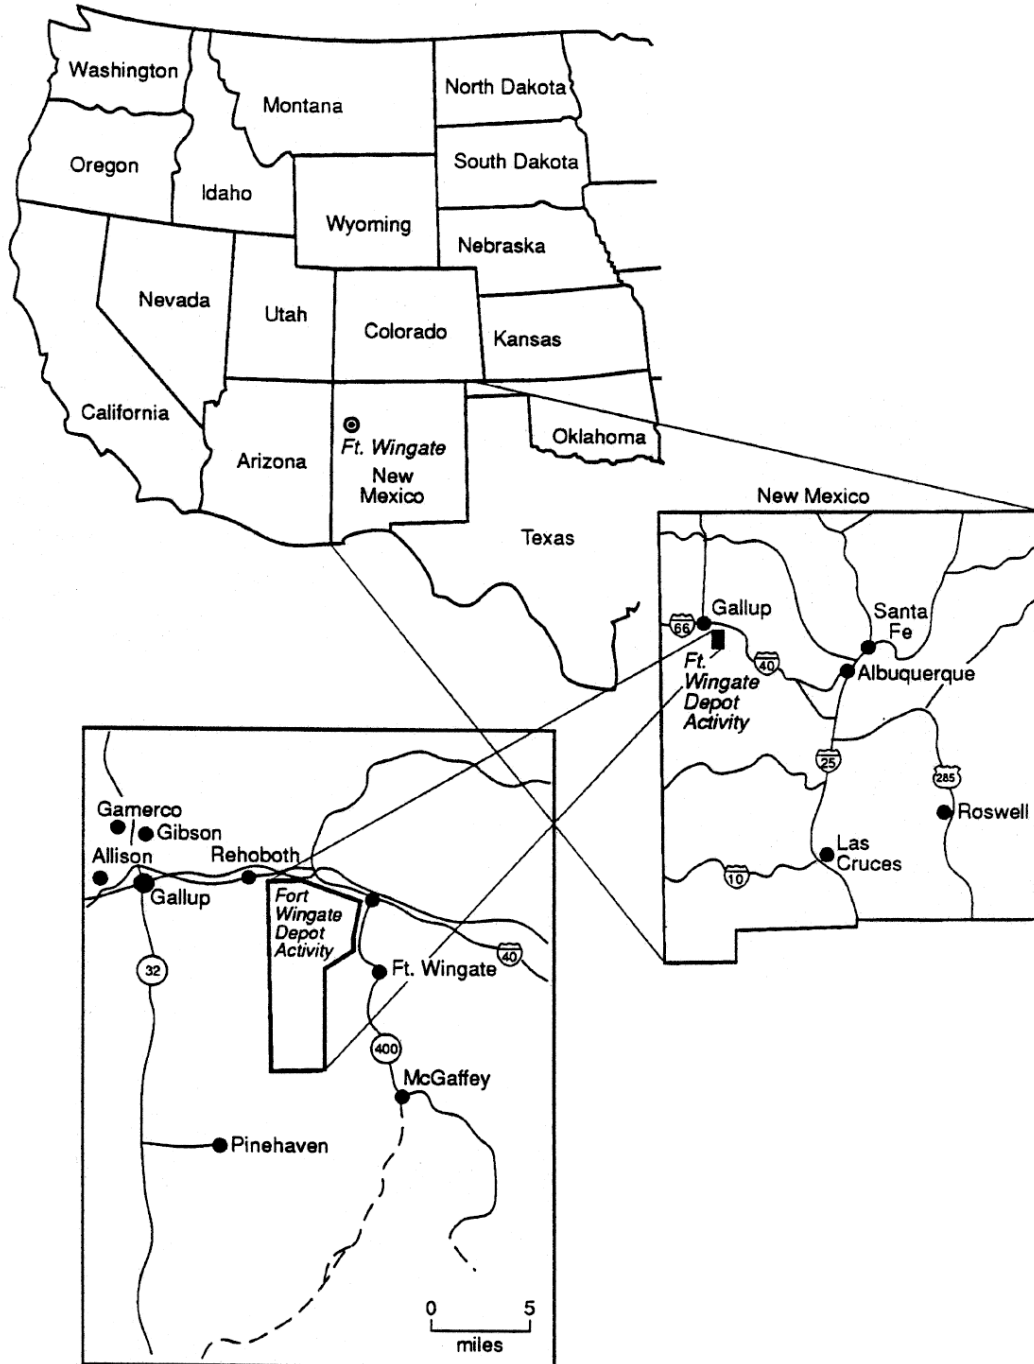 Washington
Montana
North Dakota
Oregon
Idaho
South Dakota
Wyoming
Nebraska
Nevada
Utah
Colorado
Kansas
California
Arizona
Ft. Wingate
New
Mexico
Oklahoma
Texas
New Mexico
Gallup
66
Santa
Fe
40
Albuquerque
Ft.
Wingate
Depot
Activity
25
285
Roswell
Las
Cruces
10
Gamerco
Gibson
Allison
Rehoboth
Gallup
Fort
Wingate
Depot
Activity
40
32
Ft. Wingate
400
McGaffey
Pinehaven
0 5
miles